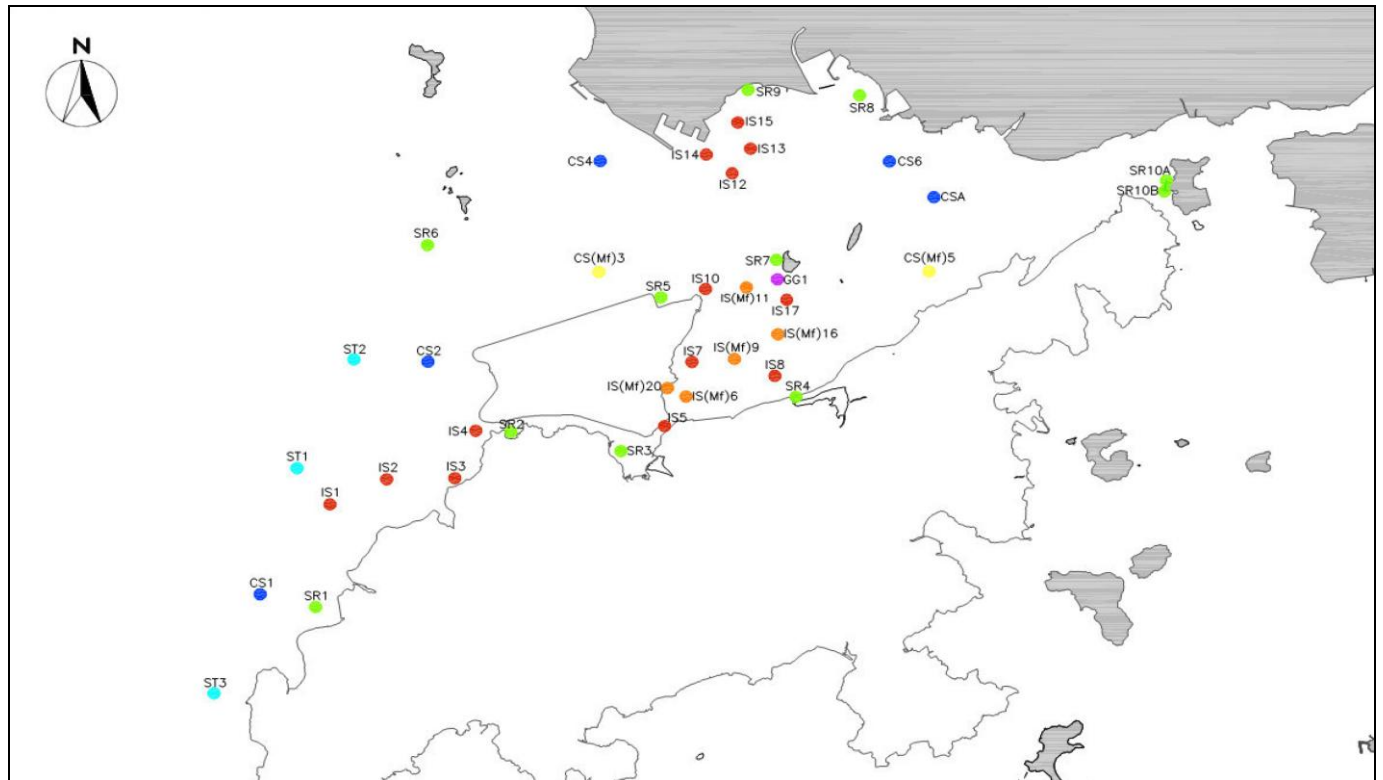 N
SR9
SR8
IS15
IS14
IS13
CS4
CS6
IS12
SR10A
SR10B
CSA
SR6
CS(Mf)3
SR7
CS(Mf)5
GG1
IS10
SR5
IS(Mf)11
IS17
IS(Mf)16
ST2
CS2
IS7
IS(Mf)9
IS8
IS(Mf)20
IS(Mf)6
SR4
IS4
SR2
IS5
SR3
ST1
IS2
IS3
IS1
CS1
SR1
ST3